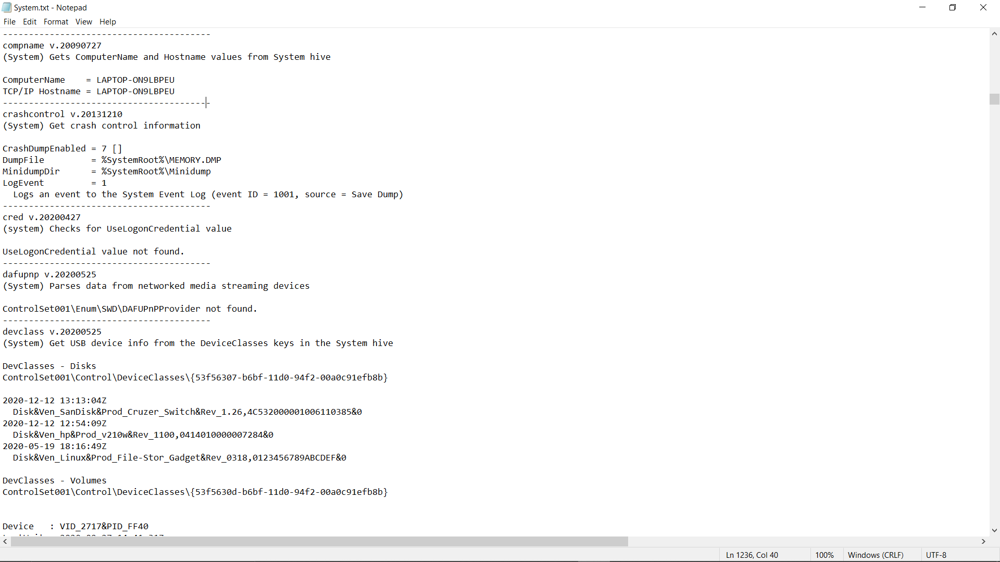 System.txt - Notepad
File Edit Format View Help
----------------------------------------
compname v.20090727
(System) Gets ComputerName and Hostname values from System hive
ComputerName    = LAPTOP-ON9LBPEU
TCP/IP Hostname = LAPTOP-ON9LBPEU
----------------------------------------
crashcontrol v.20131210
(System) Get crash control information
CrashDumpEnabled = 7 []
DumpFile         = %SystemRoot%\MEMORY.DMP
MinidumpDir      = %SystemRoot%\Minidump
LogEvent         = 1
  Logs an event to the System Event Log (event ID = 1001, source = Save Dump)
----------------------------------------
cred v.20200427
(system) Checks for UseLogonCredential value
UseLogonCredential value not found.
----------------------------------------
dafupnp v.20200525
(System) Parses data from networked media streaming devices
ControlSet001\Enum\SWD\DAFUPnPProvider not found.
----------------------------------------
devclass v.20200525
(System) Get USB device info from the DeviceClasses keys in the System hive
DevClasses - Disks
ControlSet001\Control\DeviceClasses\{53f56307-b6bf-11d0-94f2-00a0c91efb8b}
2020-12-12 13:13:04Z
  Disk&Ven_SanDisk&Prod_Cruzer_Switch&Rev_1.26,4C532000001006110385&0
2020-12-12 12:54:09Z
  Disk&Ven_hp&Prod_v210w&Rev_1100,0414010000007284&0
2020-05-19 18:16:49Z
  Disk&Ven_Linux&Prod_File-Stor_Gadget&Rev_0318,0123456789ABCDEF&0
DevClasses - Volumes
ControlSet001\Control\DeviceClasses\{53f5630d-b6bf-11d0-94f2-00a0c91efb8b}
Device   : VID_2717&PID_FF40
Ln 1236, Col 40
100%
Windows (CRLF)
UTF-8